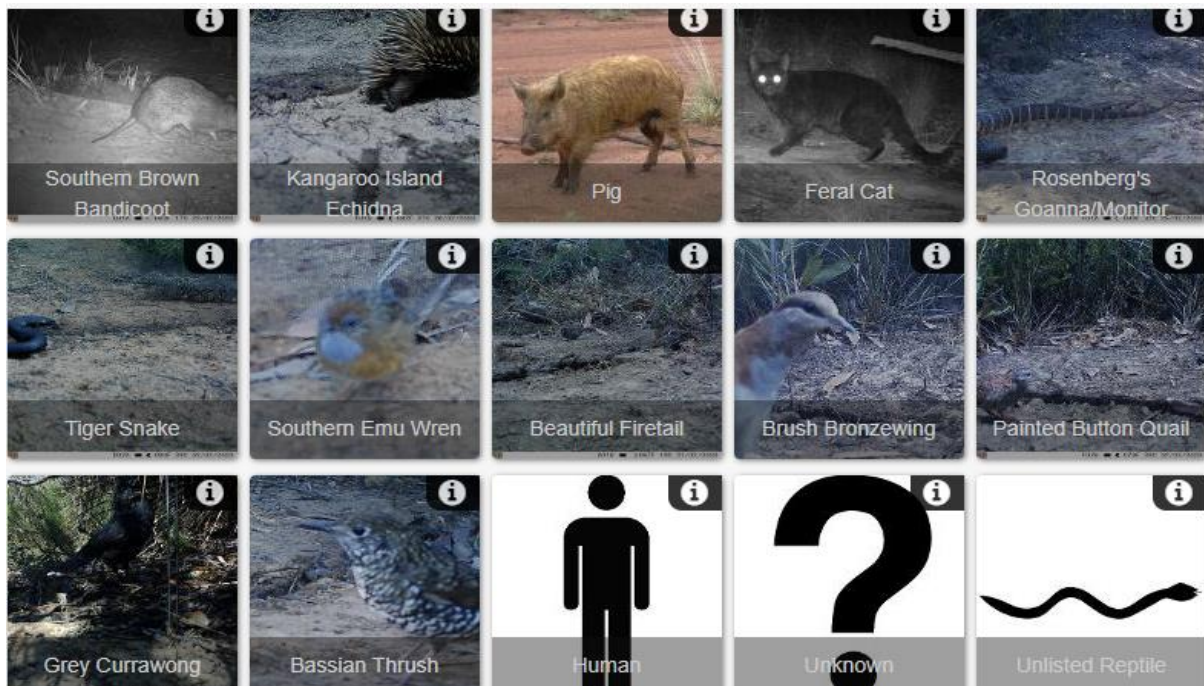 Southern Brown
Bandicoot
Kangaroo Island
Echidna
Pig
Feral Cat
Rosenberg's
Goanna/Monitor
Tiger Snake
Southern Emu Wren
Beautiful Firetail
Brush Bronzewing
Painted Button Quail
Grey Currawong
Bassian Thrush
Human
Unknown
Unlisted Reptile